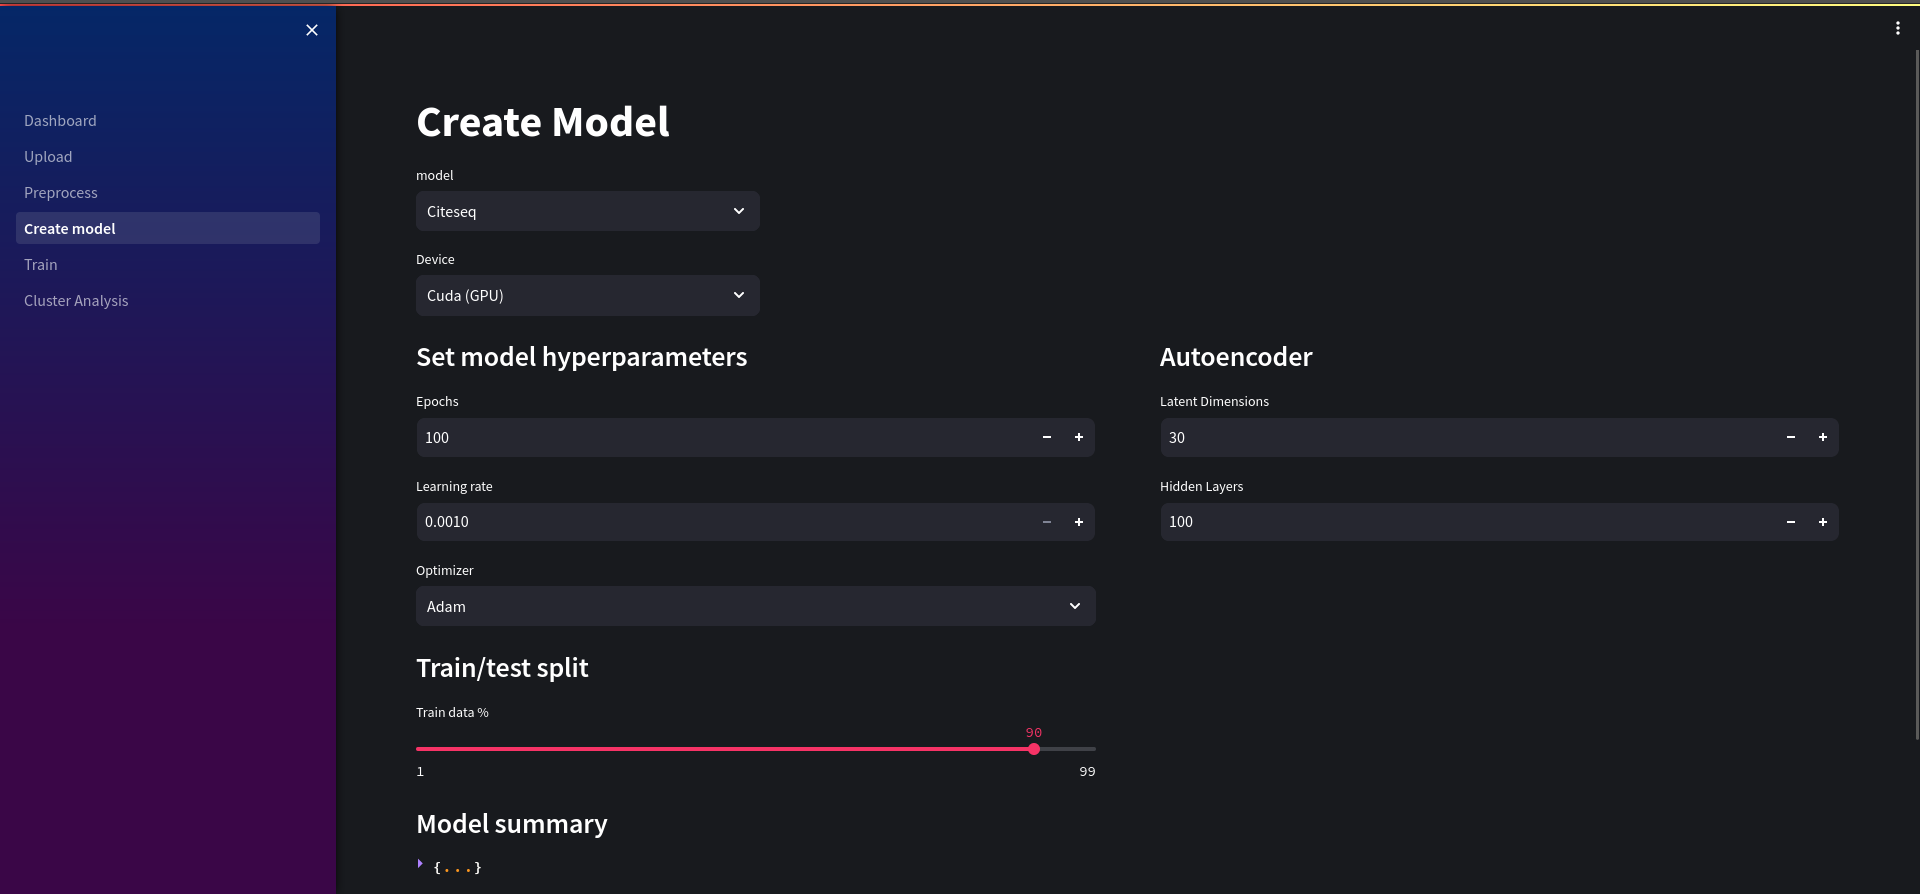 Dashboard
Upload
Preprocess
Create model
Train
Cluster Analysis
Create Model
model
Citeseq
Device
Cuda (GPU)
Set model hyperparameters
Epochs
100
Learning rate
0.0010
Optimizer
Adam
Autoencoder
Latent Dimensions
30
Hidden Layers
100
Train/test split
Train data %
90
1
99
Model summary
{...}